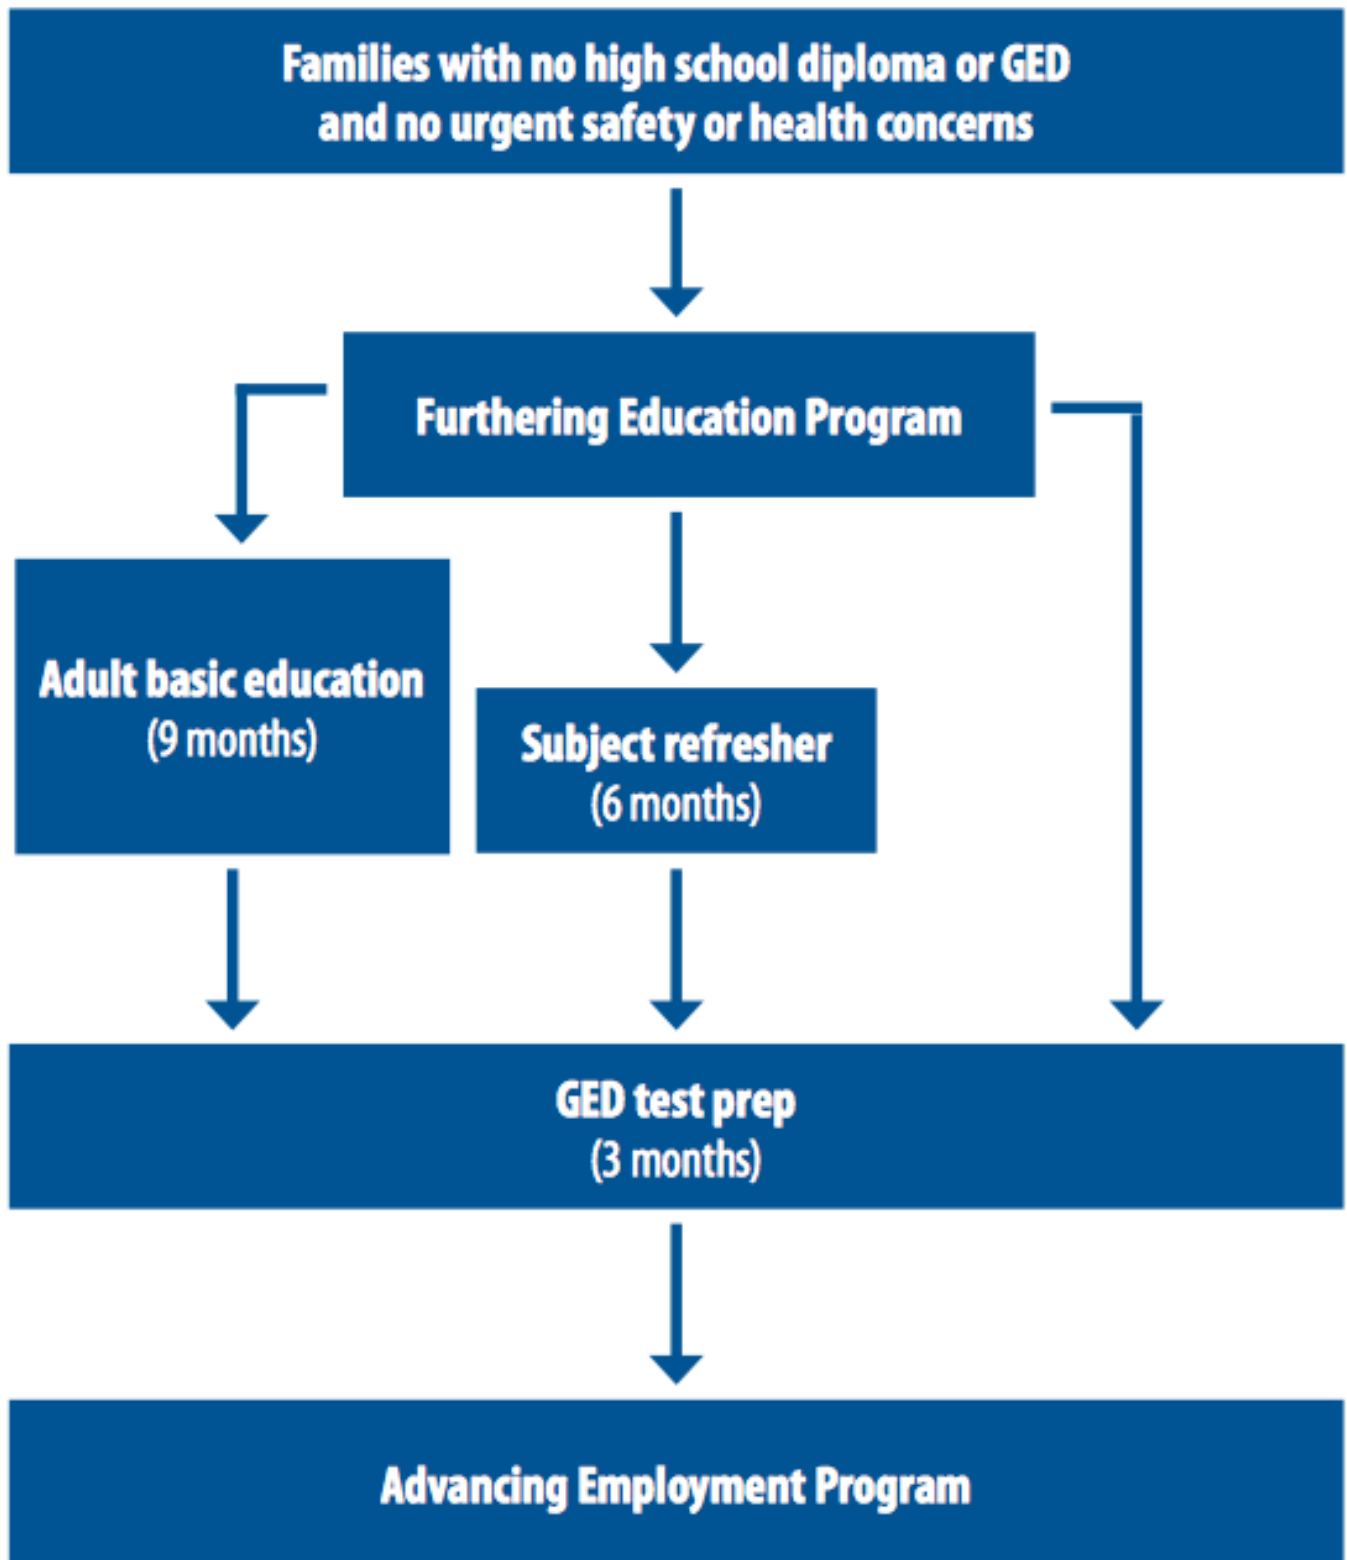 Families with no high school diploma or GED
and no urgent safety or health concerns
Furthering Education Program
Adult basic education
(9 months)
Subject refresher
(6 months)
GED test prep
(3 months)
Advancing Employment Program